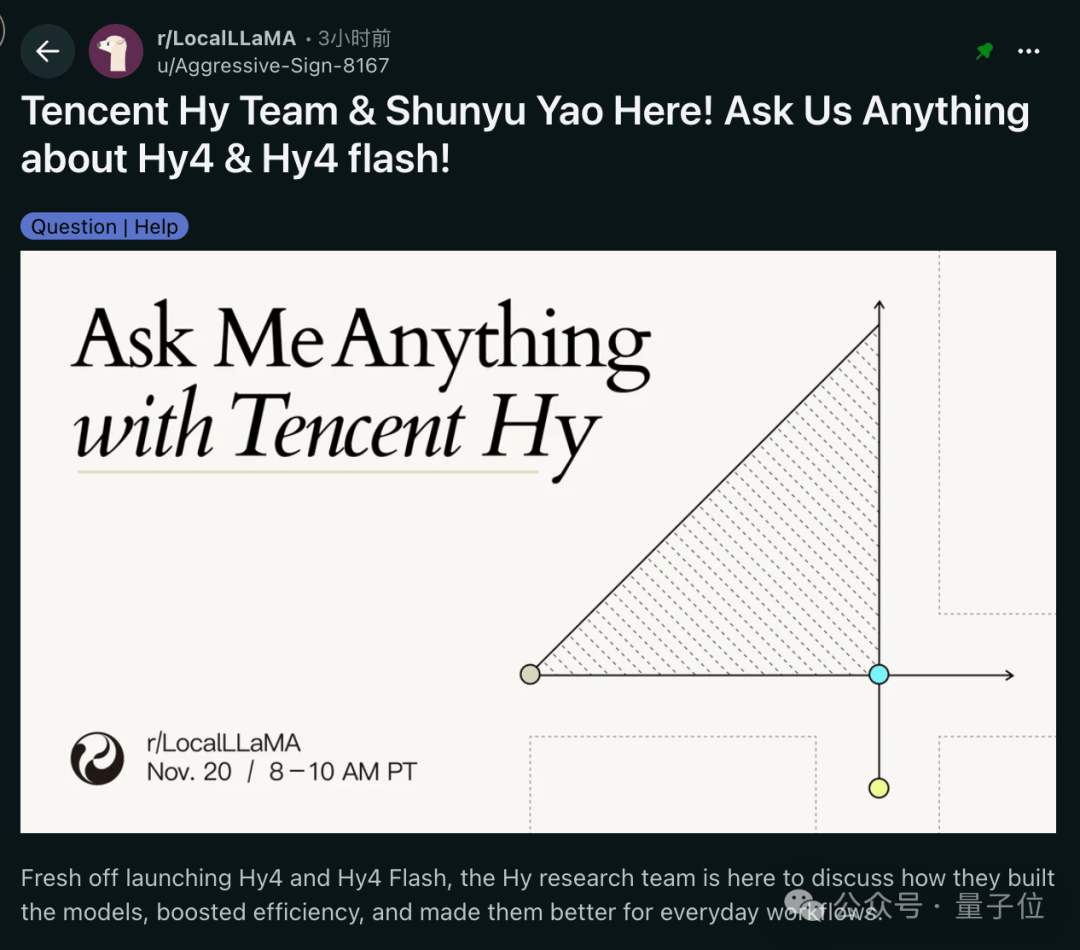 r/LocalLLaMA • 3小时前
u/Aggressive-Sign-8167
Tencent Hy Team & Shunyu Yao Here! Ask Us Anything
about Hy4 & Hy4 flash!
Question | Help
Ask Me Anything
with Tencent Hy
r/LocalLLaMA
Nov. 20 / 8–10 AM PT
Fresh off launching Hy4 and Hy4 Flash, the Hy research team is here to discuss how they built
the models, boosted efficiency, and made them better for everyday workflows.
公众号 · 量子位